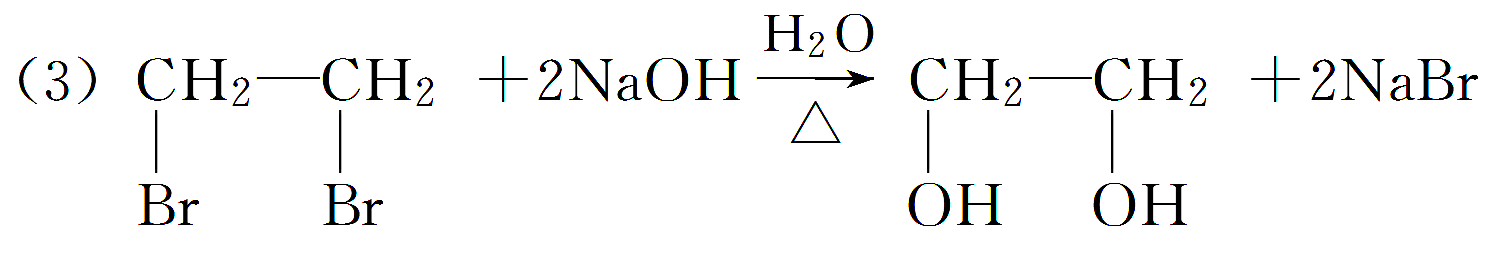 H₂O
(3) CH₂—CH₂ +2NaOH → CH₂—CH₂ +2NaBr
△
Br Br OH OH